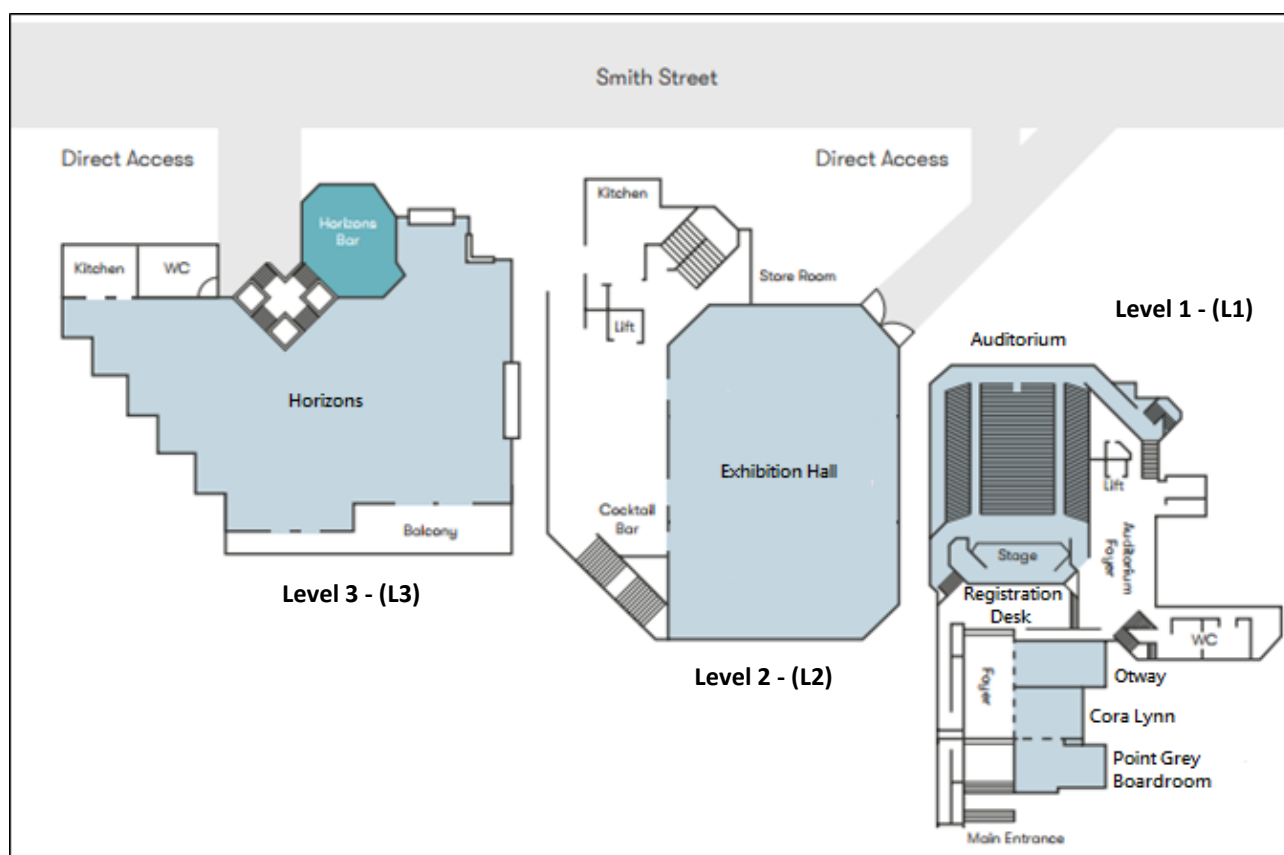 Smith Street
Direct Access
Direct Access
Kitchen
WC
Horizons
Bar
Horizons
Balcony
Level 3 - (L3)
Kitchen
Store Room
Lift
Exhibition Hall
Cocktail
Bar
Level 2 - (L2)
Level 1 - (L1)
Auditorium
Lift
Auditorium
Foyer
Stage
Registration
Desk
WC
Foyer
Otway
Cora Lynn
Point Grey
Boardroom
Main Entrance